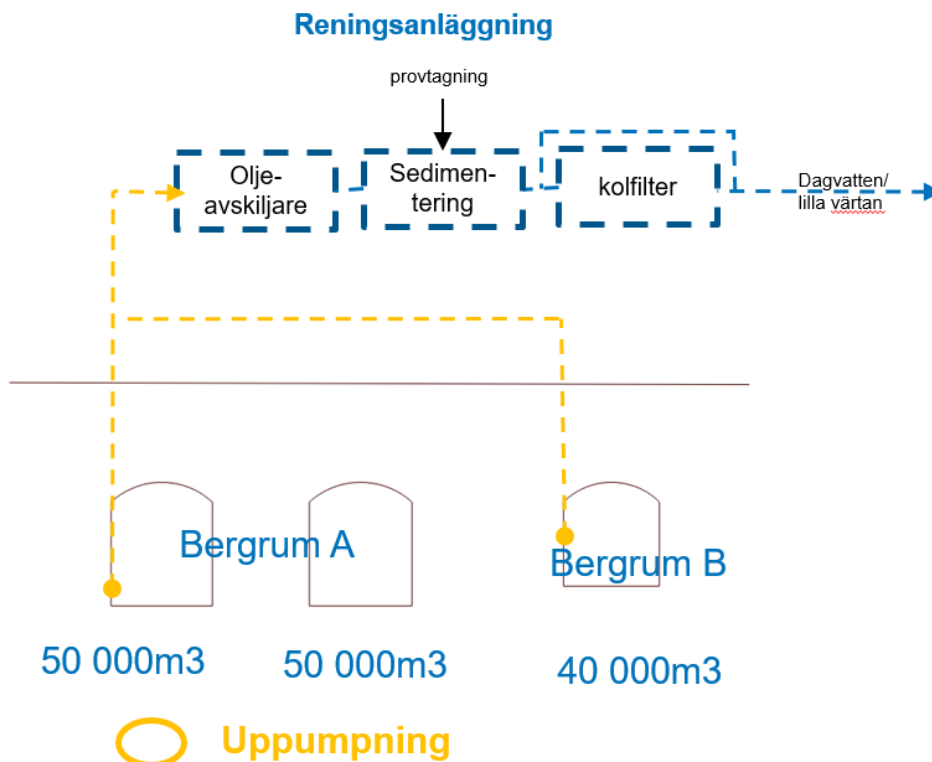 Reningsanläggning
provtagning
Olje-
avskiljare
Sedimen-
tering
kolfilter
Dagvatten/
lilla värtan
Bergrum A
Bergrum B
50 000m3
50 000m3
40 000m3
Uppumpning